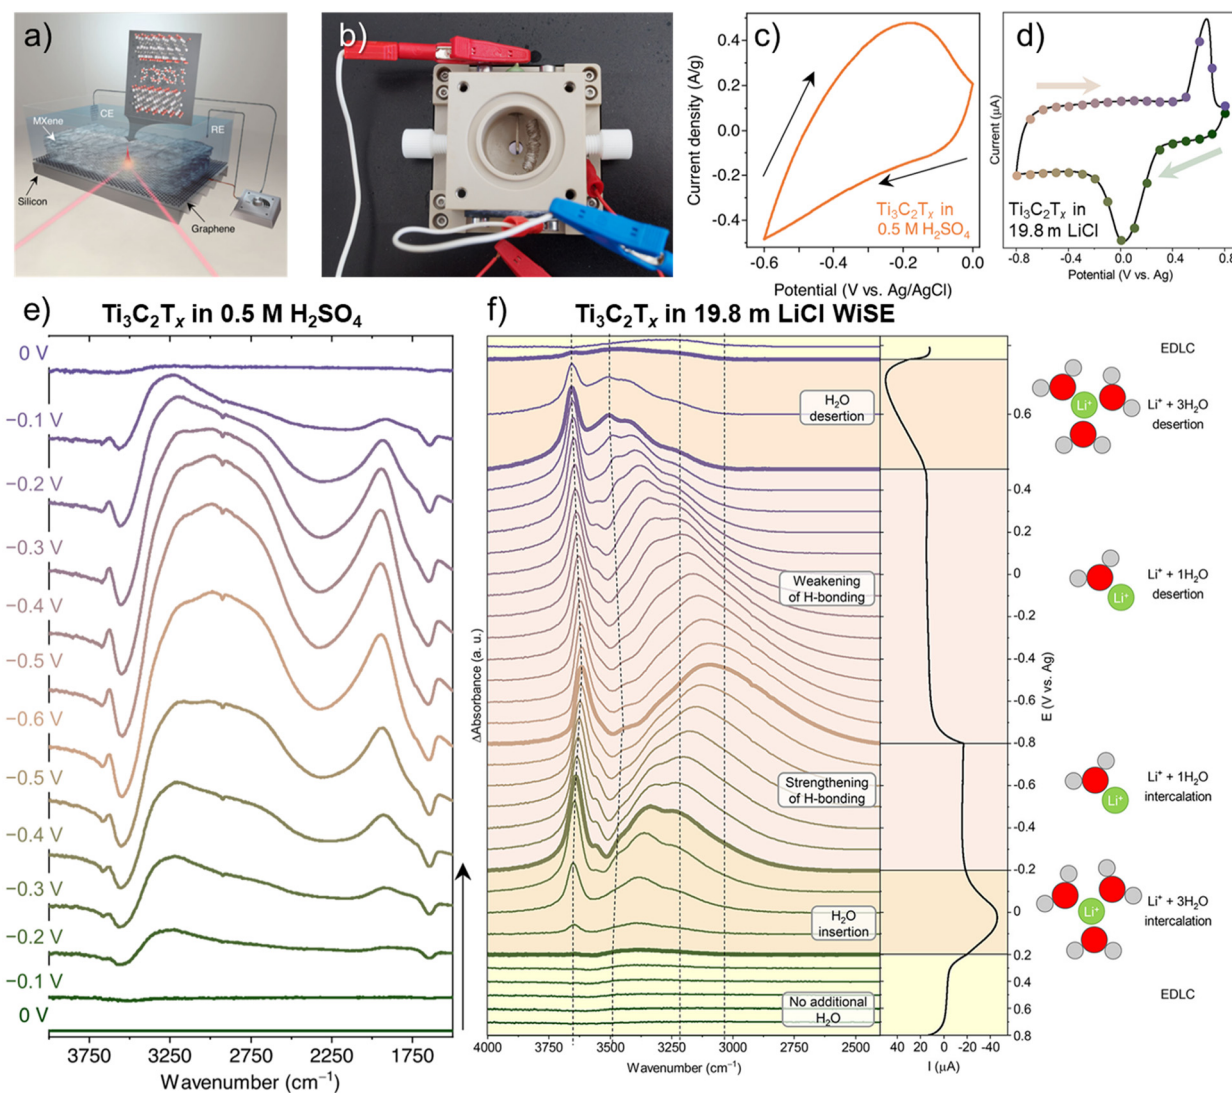 a)
CE
MXene
RE
Silicon
Graphene
b)
c)
Current density (A/g)
0.4
0.2
0.0
-0.2
-0.4
Ti₃C₂Tₓ in
0.5 M H₂SO₄
-0.6 -0.4 -0.2 0.0
Potential (V vs. Ag/AgCl)
d)
Current (µA)
Ti₃C₂Tₓ in
19.8 m LiCl
-0.8 -0.4 0.0 0.4 0.8
Potential (V vs. Ag)
e)
Ti₃C₂Tₓ in 0.5 M H₂SO₄
0 V
−0.1 V
−0.2 V
−0.3 V
−0.4 V
−0.5 V
−0.6 V
−0.5 V
−0.4 V
−0.3 V
−0.2 V
−0.1 V
0 V
3750 3250 2750 2250 1750
Wavenumber (cm⁻¹)
f)
Ti₃C₂Tₓ in 19.8 m LiCl WiSE
ΔAbsorbance (a. u.)
H₂O
desertion
Weakening
of H-bonding
Strengthening
of H-bonding
H₂O
insertion
No additional
H₂O
4000 3750 3500 3250 3000 2750 2500
Wavenumber (cm⁻¹)
0.6
0.4
0.2
0
-0.2
-0.4
-0.6
-0.8
-0.6
-0.4
-0.2
0
0.2
0.4
0.6
0.8
E (V vs. Ag)
40 20 0 -20 -40
I (µA)
EDLC
Li⁺
Li⁺ + 3H₂O
desertion
Li⁺
Li⁺ + 1H₂O
desertion
Li⁺
Li⁺ + 1H₂O
intercalation
Li⁺
Li⁺ + 3H₂O
intercalation
EDLC